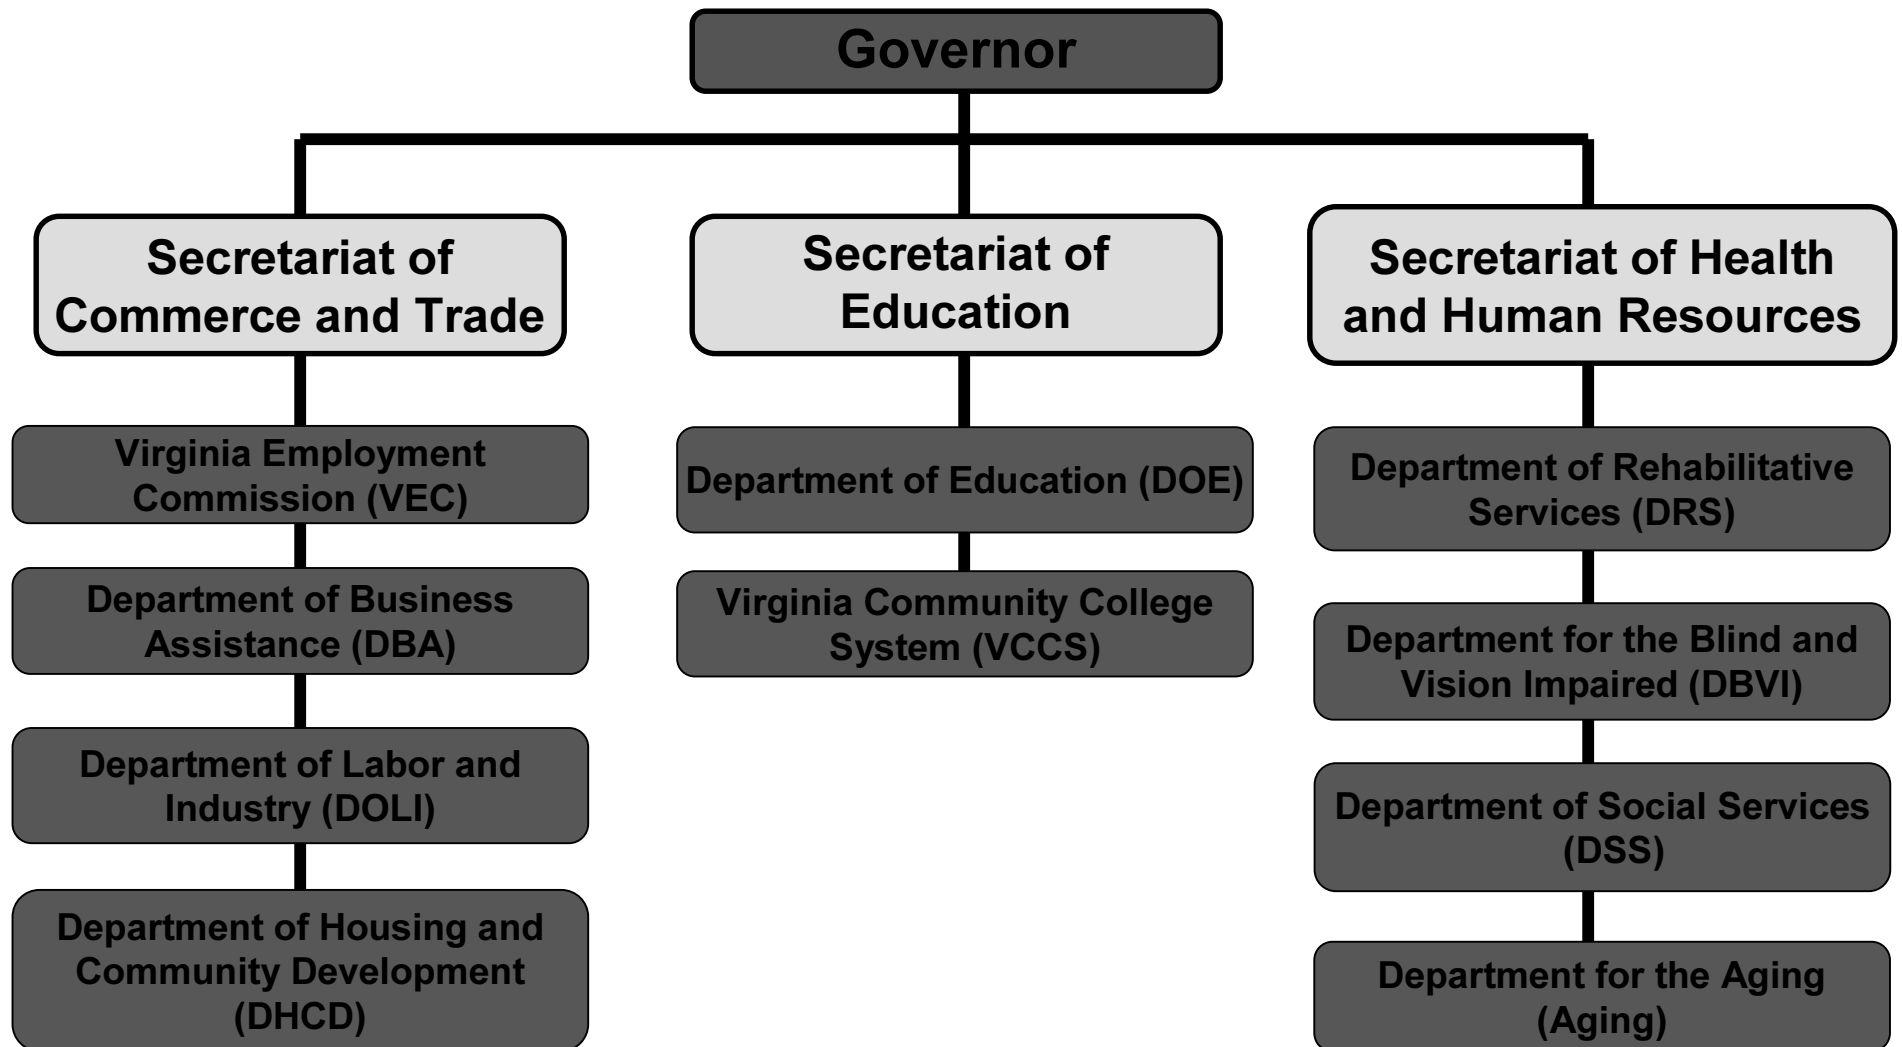 Governor
Secretariat of
Commerce and Trade
Secretariat of
Education
Secretariat of Health
and Human Resources
Virginia Employment
Commission (VEC)
Department of Business
Assistance (DBA)
Department of Labor and
Industry (DOLI)
Department of Housing and
Community Development
(DHCD)
Department of Education (DOE)
Virginia Community College
System (VCCS)
Department of Rehabilitative
Services (DRS)
Department for the Blind and
Vision Impaired (DBVI)
Department of Social Services
(DSS)
Department for the Aging
(Aging)